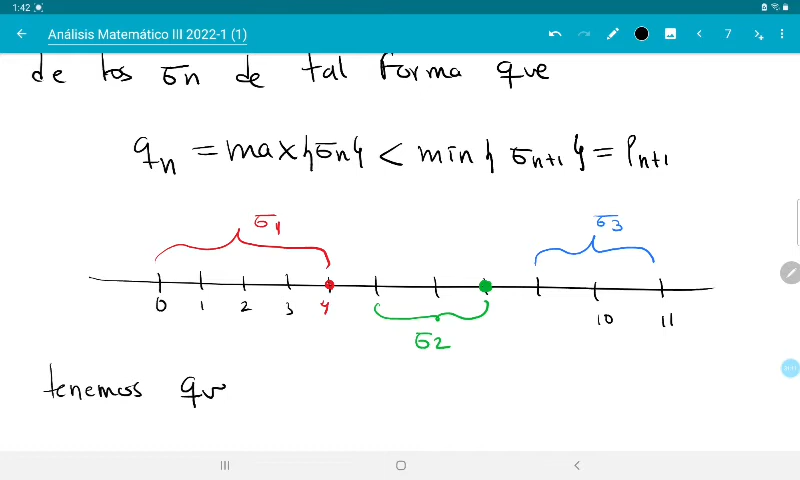 1:42
Análisis Matemático III 2022-1 (1)
7
de los σn de tal forma que
qn = max{σn} < min{σn+1} = pn+1
σ1
σ3
0 1 2 3 4 10 11
σ2
tenemos qu